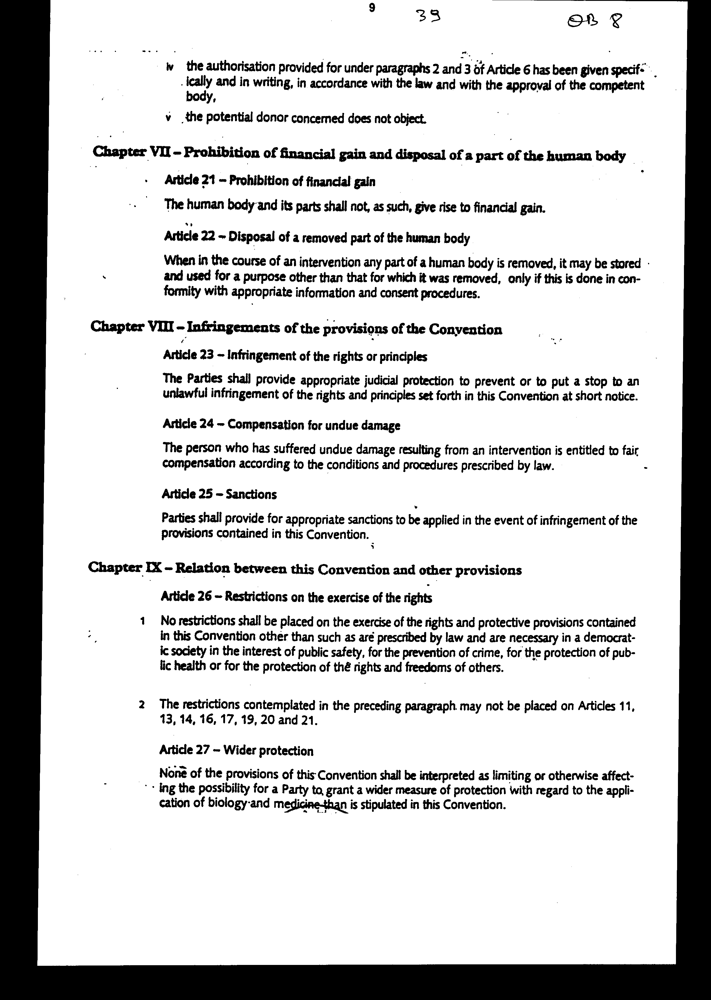 9
39
OB 8
iv the authorisation provided for under paragraphs 2 and 3 of Article 6 has been given specif-
ically and in writing, in accordance with the law and with the approval of the competent
body,
v the potential donor concerned does not object.
Chapter VII – Prohibition of financial gain and disposal of a part of the human body
Article 21 – Prohibition of financial gain
The human body and its parts shall not, as such, give rise to financial gain.
Article 22 – Disposal of a removed part of the human body
When in the course of an intervention any part of a human body is removed, it may be stored
and used for a purpose other than that for which it was removed, only if this is done in con-
formity with appropriate information and consent procedures.
Chapter VIII – Infringements of the provisions of the Convention
Article 23 – Infringement of the rights or principles
The Parties shall provide appropriate judicial protection to prevent or to put a stop to an
unlawful infringement of the rights and principles set forth in this Convention at short notice.
Article 24 – Compensation for undue damage
The person who has suffered undue damage resulting from an intervention is entitled to fair
compensation according to the conditions and procedures prescribed by law.
Article 25 – Sanctions
Parties shall provide for appropriate sanctions to be applied in the event of infringement of the
provisions contained in this Convention.
Chapter IX – Relation between this Convention and other provisions
Article 26 – Restrictions on the exercise of the rights
1 No restrictions shall be placed on the exercise of the rights and protective provisions contained
in this Convention other than such as are prescribed by law and are necessary in a democrat-
ic society in the interest of public safety, for the prevention of crime, for the protection of pub-
lic health or for the protection of the rights and freedoms of others.
2 The restrictions contemplated in the preceding paragraph may not be placed on Articles 11,
13, 14, 16, 17, 19, 20 and 21.
Article 27 – Wider protection
None of the provisions of this Convention shall be interpreted as limiting or otherwise affect-
ing the possibility for a Party to grant a wider measure of protection with regard to the appli-
cation of biology and medicine than is stipulated in this Convention.